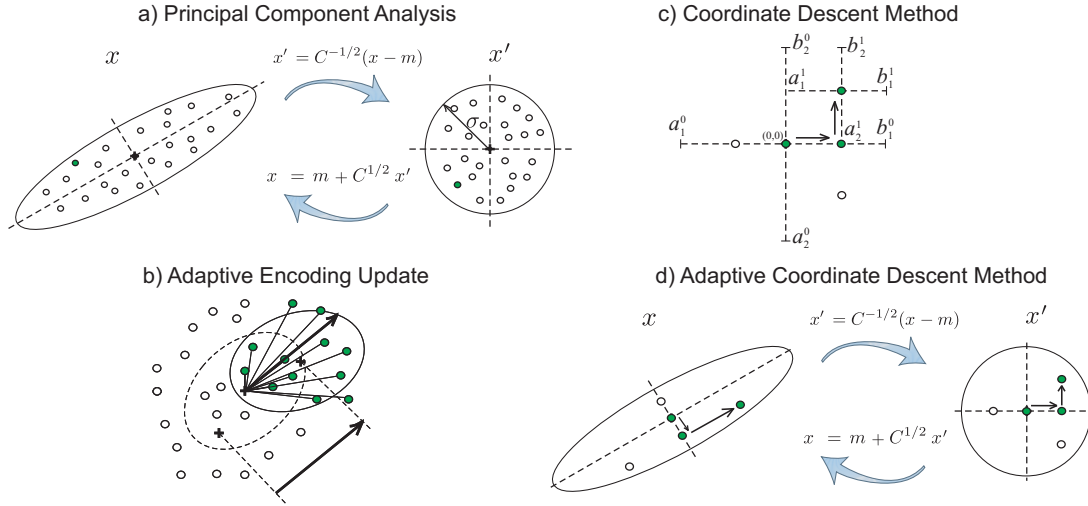 a) Principal Component Analysis
x
x′ = C^{-1/2}(x − m)
x′
σ
x = m + C^{1/2} x′
c) Coordinate Descent Method
b_2^0 b_2^1
a_1^1 b_1^1
a_1^0 (0,0) a_2^1 b_1^0
a_2^0
b) Adaptive Encoding Update
d) Adaptive Coordinate Descent Method
x
x′ = C^{-1/2}(x − m)
x′
x = m + C^{1/2} x′